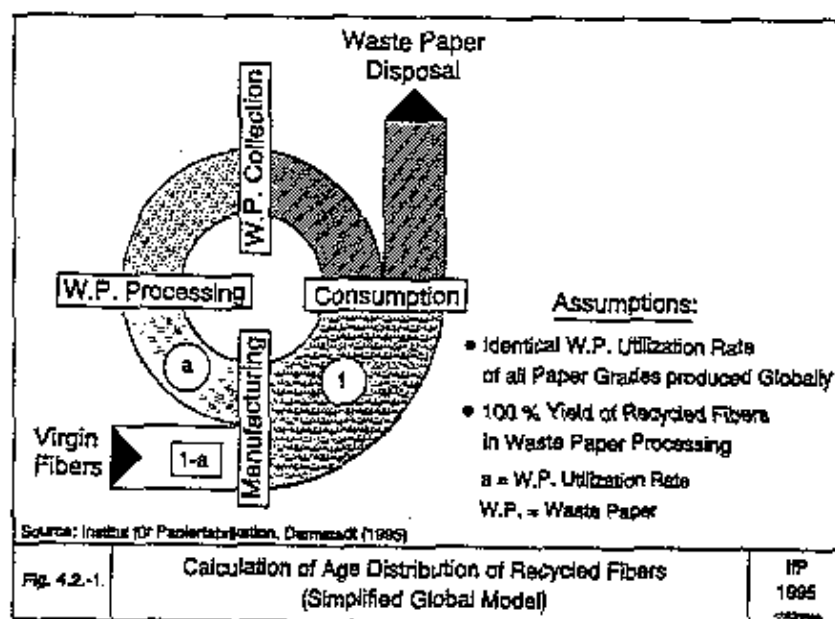 Waste Paper
Disposal
W.P. Collection
W.P. Processing
Consumption
a
1
Manufacturing
Virgin
Fibers
1-a
Assumptions:
• Identical W.P. Utilization Rate
of all Paper Grades produced Globally
• 100 % Yield of Recycled Fibers
in Waste Paper Processing
a = W.P. Utilization Rate
W.P. = Waste Paper
Source: Institut für Papierfabrikation, Darmstadt (1995)
Fig. 4.2.-1.
Calculation of Age Distribution of Recycled Fibers
(Simplified Global Model)
IfP
1995